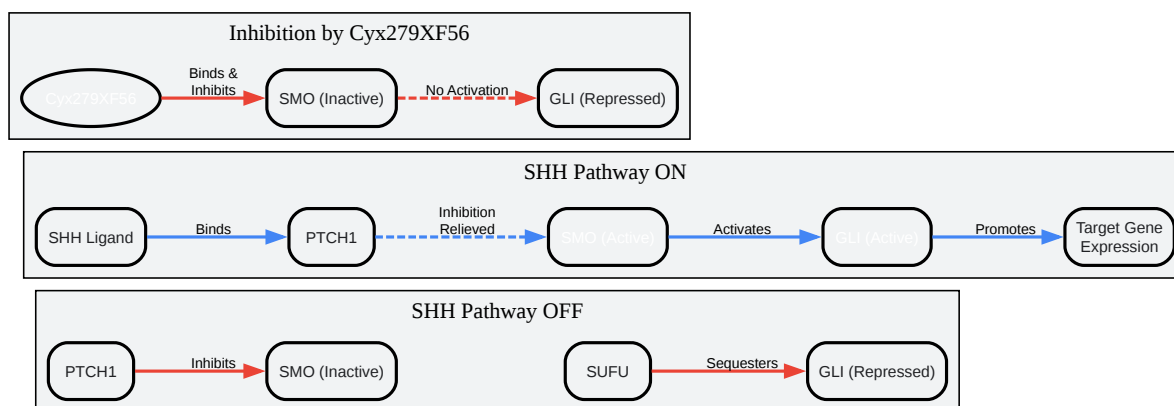 Inhibition by Cyx279XF56
Cyx279XF56
Binds &
Inhibits
SMO (Inactive)
No Activation
GLI (Repressed)
SHH Pathway ON
SHH Ligand
Binds
PTCH1
Inhibition
Relieved
SMO (Active)
Activates
GLI (Active)
Promotes
Target Gene
Expression
SHH Pathway OFF
PTCH1
Inhibits
SMO (Inactive)
SUFU
Sequesters
GLI (Repressed)